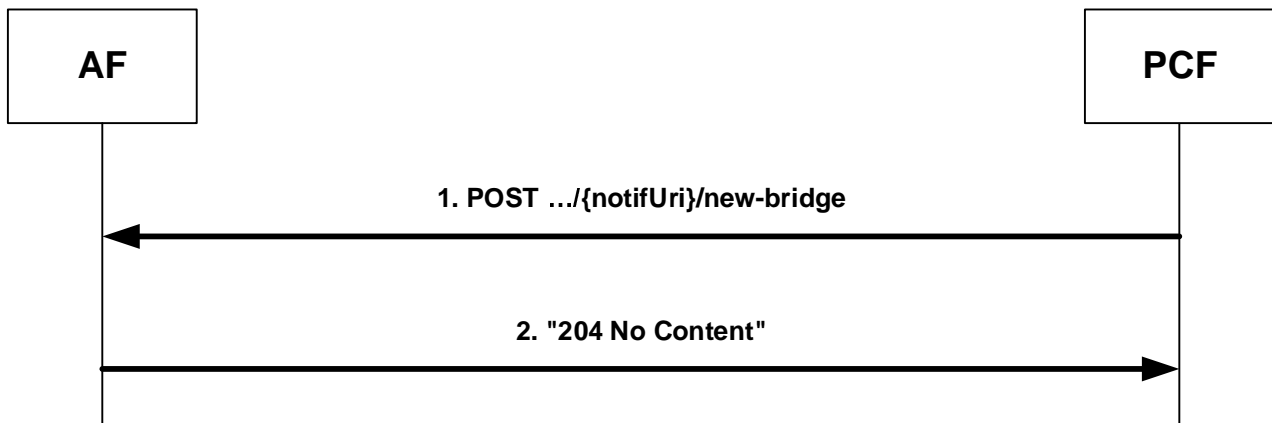 AF
PCF
1. POST …/{notifUri}/new-bridge
2. "204 No Content"